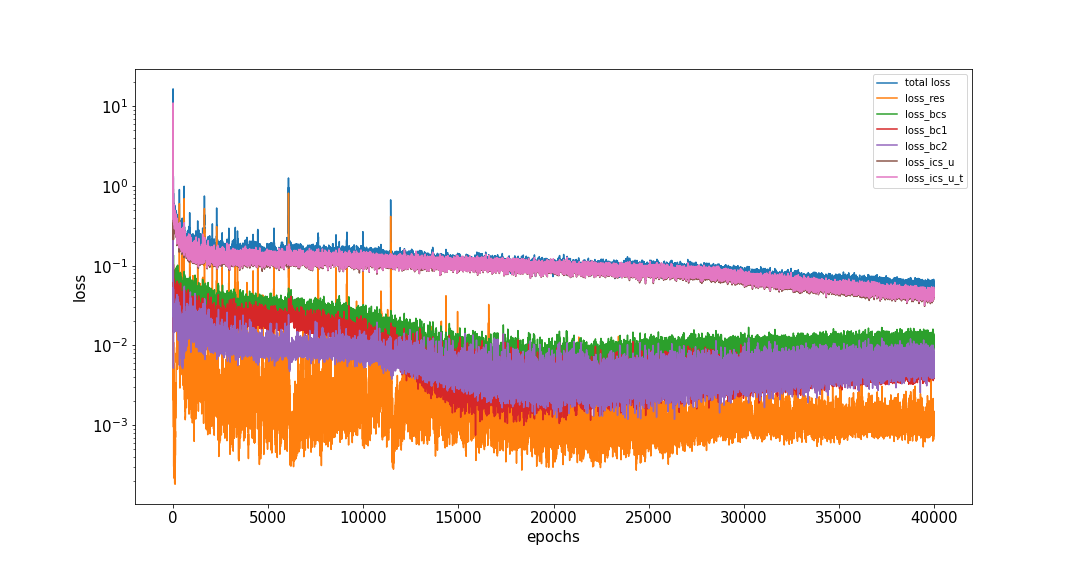 total loss
loss_res
loss_bcs
loss_bc1
loss_bc2
loss_ics_u
loss_ics_u_t
10¹
10⁰
10⁻¹
10⁻²
10⁻³
loss
0 5000 10000 15000 20000 25000 30000 35000 40000
epochs